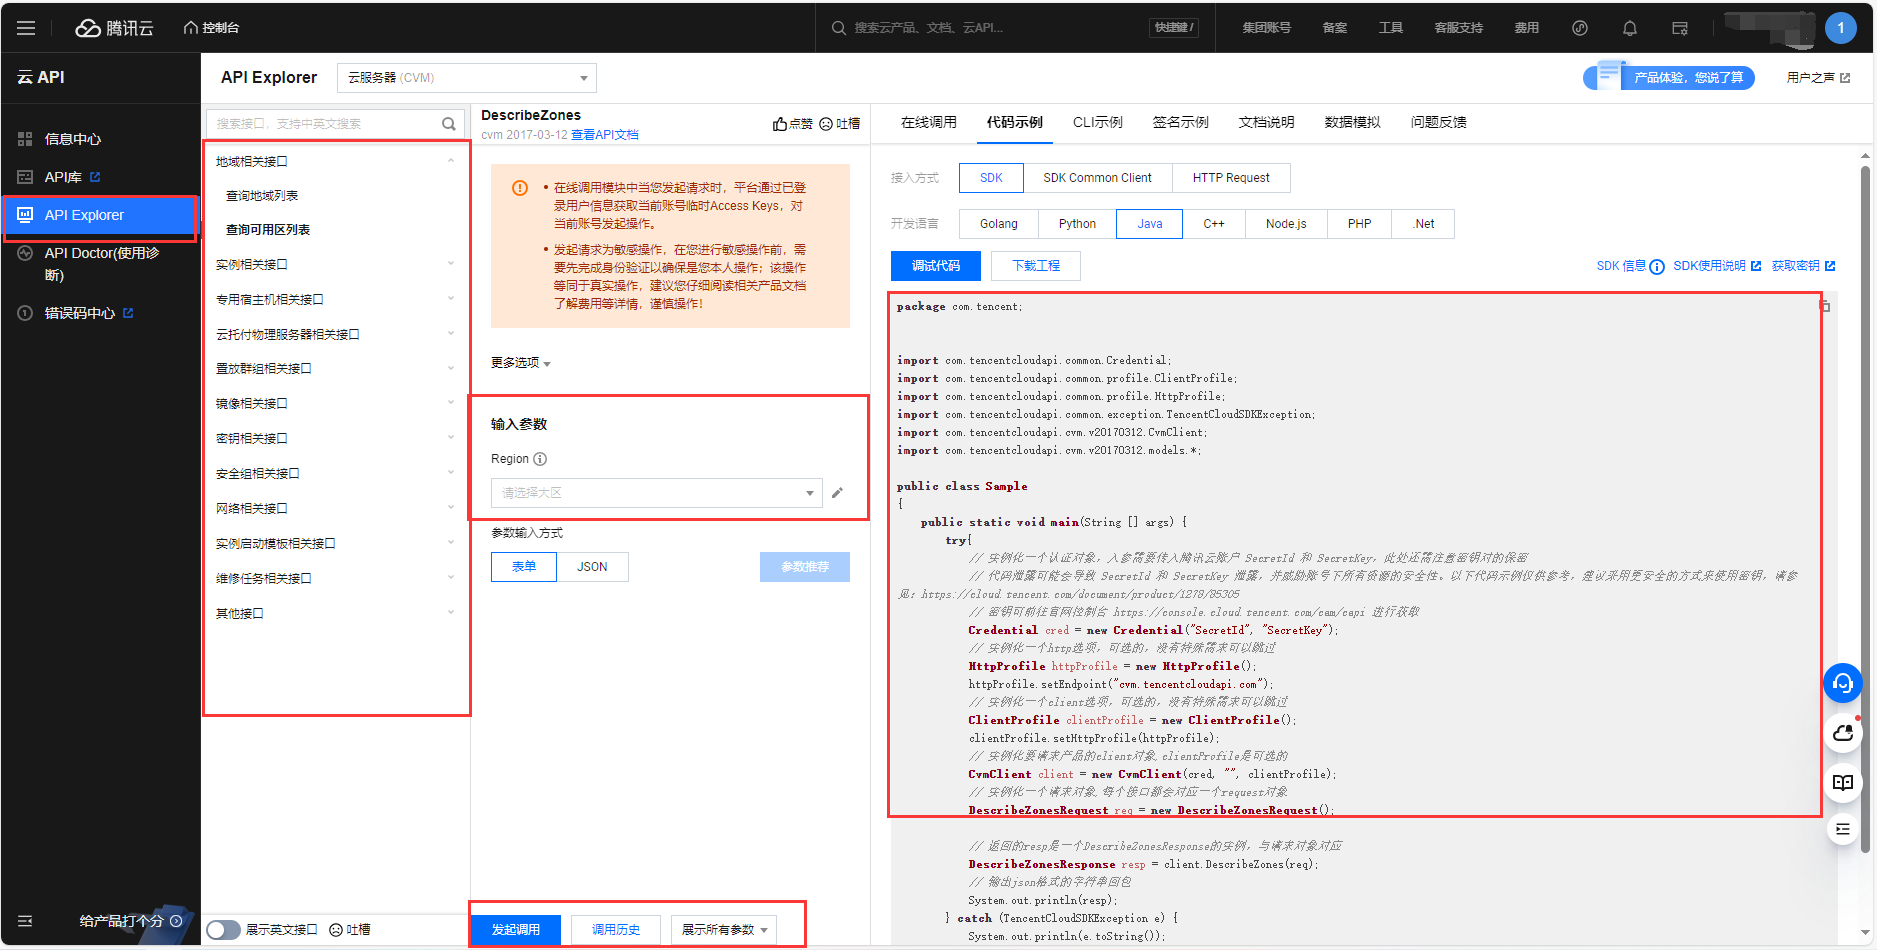 腾讯云
控制台
搜索云产品、文档、云API...
快捷键 /
集团账号
备案
工具
客服支持
费用
1
云 API
信息中心
API库
API Explorer
API Doctor(使用诊
断)
错误码中心
给产品打个分
API Explorer
云服务器 (CVM)
产品体验，您说了算
用户之声
搜索接口，支持中英文搜索
地域相关接口
查询地域列表
查询可用区列表
实例相关接口
专用宿主机相关接口
云托付物理服务器相关接口
置放群组相关接口
镜像相关接口
密钥相关接口
安全组相关接口
网络相关接口
实例启动模板相关接口
维修任务相关接口
其他接口
展示英文接口
吐槽
DescribeZones
cvm 2017-03-12 查看API文档
点赞
吐槽
• 在线调用模块中当您发起请求时，平台通过已登
录用户信息获取当前账号临时Access Keys，对
当前账号发起操作。
• 发起请求为敏感操作，在您进行敏感操作前，需
要先完成身份验证以确保是您本人操作；该操作
等同于真实操作，建议您仔细阅读相关产品文档
了解费用等详情，谨慎操作！
更多选项
输入参数
Region
请选择大区
参数输入方式
表单
JSON
参数推荐
发起调用
调用历史
展示所有参数
在线调用
代码示例
CLI示例
签名示例
文档说明
数据模拟
问题反馈
接入方式
SDK
SDK Common Client
HTTP Request
开发语言
Golang
Python
Java
C++
Node.js
PHP
.Net
调试代码
下载工程
SDK 信息
SDK使用说明
获取密钥
package com.tencent;
import com.tencentcloudapi.common.Credential;
import com.tencentcloudapi.common.profile.ClientProfile;
import com.tencentcloudapi.common.profile.HttpProfile;
import com.tencentcloudapi.common.exception.TencentCloudSDKException;
import com.tencentcloudapi.cvm.v20170312.CvmClient;
import com.tencentcloudapi.cvm.v20170312.models.*;
public class Sample
{
public static void main(String [] args) {
try{
// 实例化一个认证对象，入参需要传入腾讯云账户 SecretId 和 SecretKey，此处还需注意密钥对的保密
// 代码泄露可能会导致 SecretId 和 SecretKey 泄露，并威胁账号下所有资源的安全性。以下代码示例仅供参考，建议采用更安全的方式来使用密钥，请参
见：https://cloud.tencent.com/document/product/1278/85305
// 密钥可前往官网控制台 https://console.cloud.tencent.com/cam/capi 进行获取
Credential cred = new Credential("SecretId", "SecretKey");
// 实例化一个http选项，可选的，没有特殊需求可以跳过
HttpProfile httpProfile = new HttpProfile();
httpProfile.setEndpoint("cvm.tencentcloudapi.com");
// 实例化一个client选项，可选的，没有特殊需求可以跳过
ClientProfile clientProfile = new ClientProfile();
clientProfile.setHttpProfile(httpProfile);
// 实例化要请求产品的client对象,clientProfile是可选的
CvmClient client = new CvmClient(cred, "", clientProfile);
// 实例化一个请求对象,每个接口都会对应一个request对象
DescribeZonesRequest req = new DescribeZonesRequest();
// 返回的resp是一个DescribeZonesResponse的实例，与请求对象对应
DescribeZonesResponse resp = client.DescribeZones(req);
// 输出json格式的字符串回包
System.out.println(resp);
} catch (TencentCloudSDKException e) {
System.out.println(e.toString());